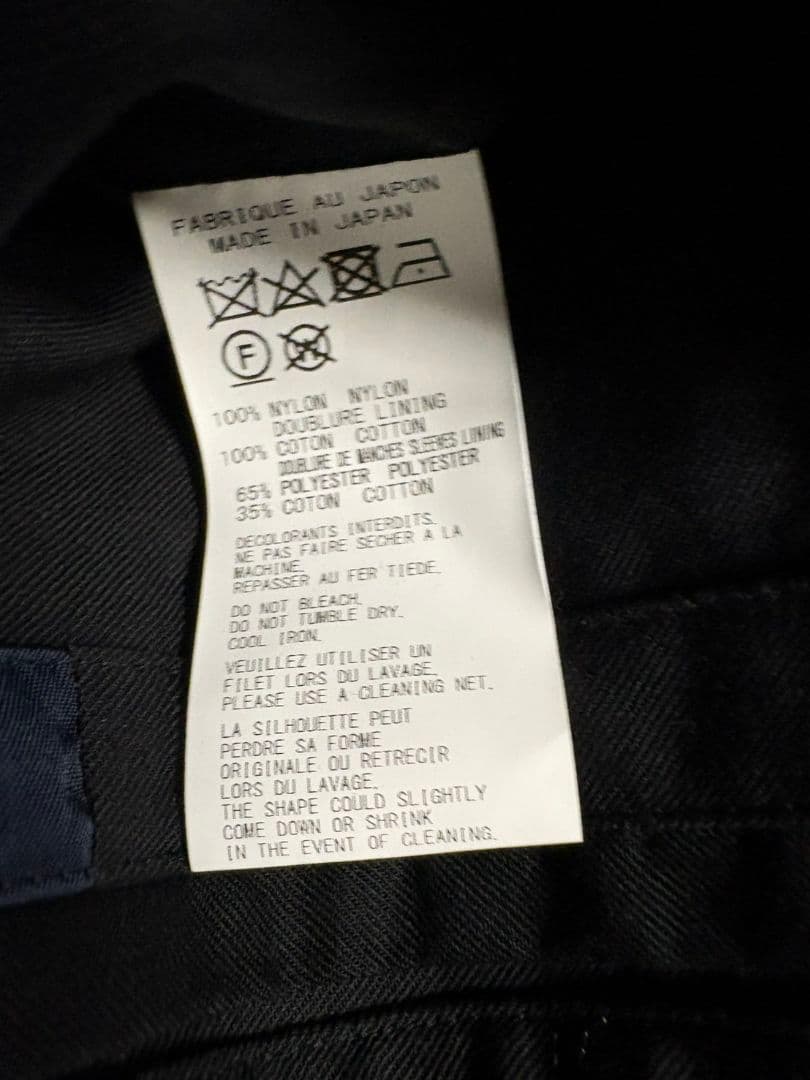 FABRIQUE AU JAPON
MADE IN JAPAN
F
W
100% NYLON NYLON
DOUBLURE LINING
100% COTON COTTON
DOUBLURE DE MANCHES SLEEVES LINING
65% POLYESTER POLYESTER
35% COTON COTTON
DECOLORANTS INTERDITS.
NE PAS FAIRE SECHER A LA
MACHINE.
REPASSER AU FER TIEDE.
DO NOT BLEACH.
DO NOT TUMBLE DRY.
COOL IRON.
VEUILLEZ UTILISER UN
FILET LORS DU LAVAGE.
PLEASE USE A CLEANING NET.
LA SILHOUETTE PEUT
PERDRE SA FORME
ORIGINALE OU RETRECIR
LORS DU LAVAGE.
THE SHAPE COULD SLIGHTLY
COME DOWN OR SHRINK
IN THE EVENT OF CLEANING.